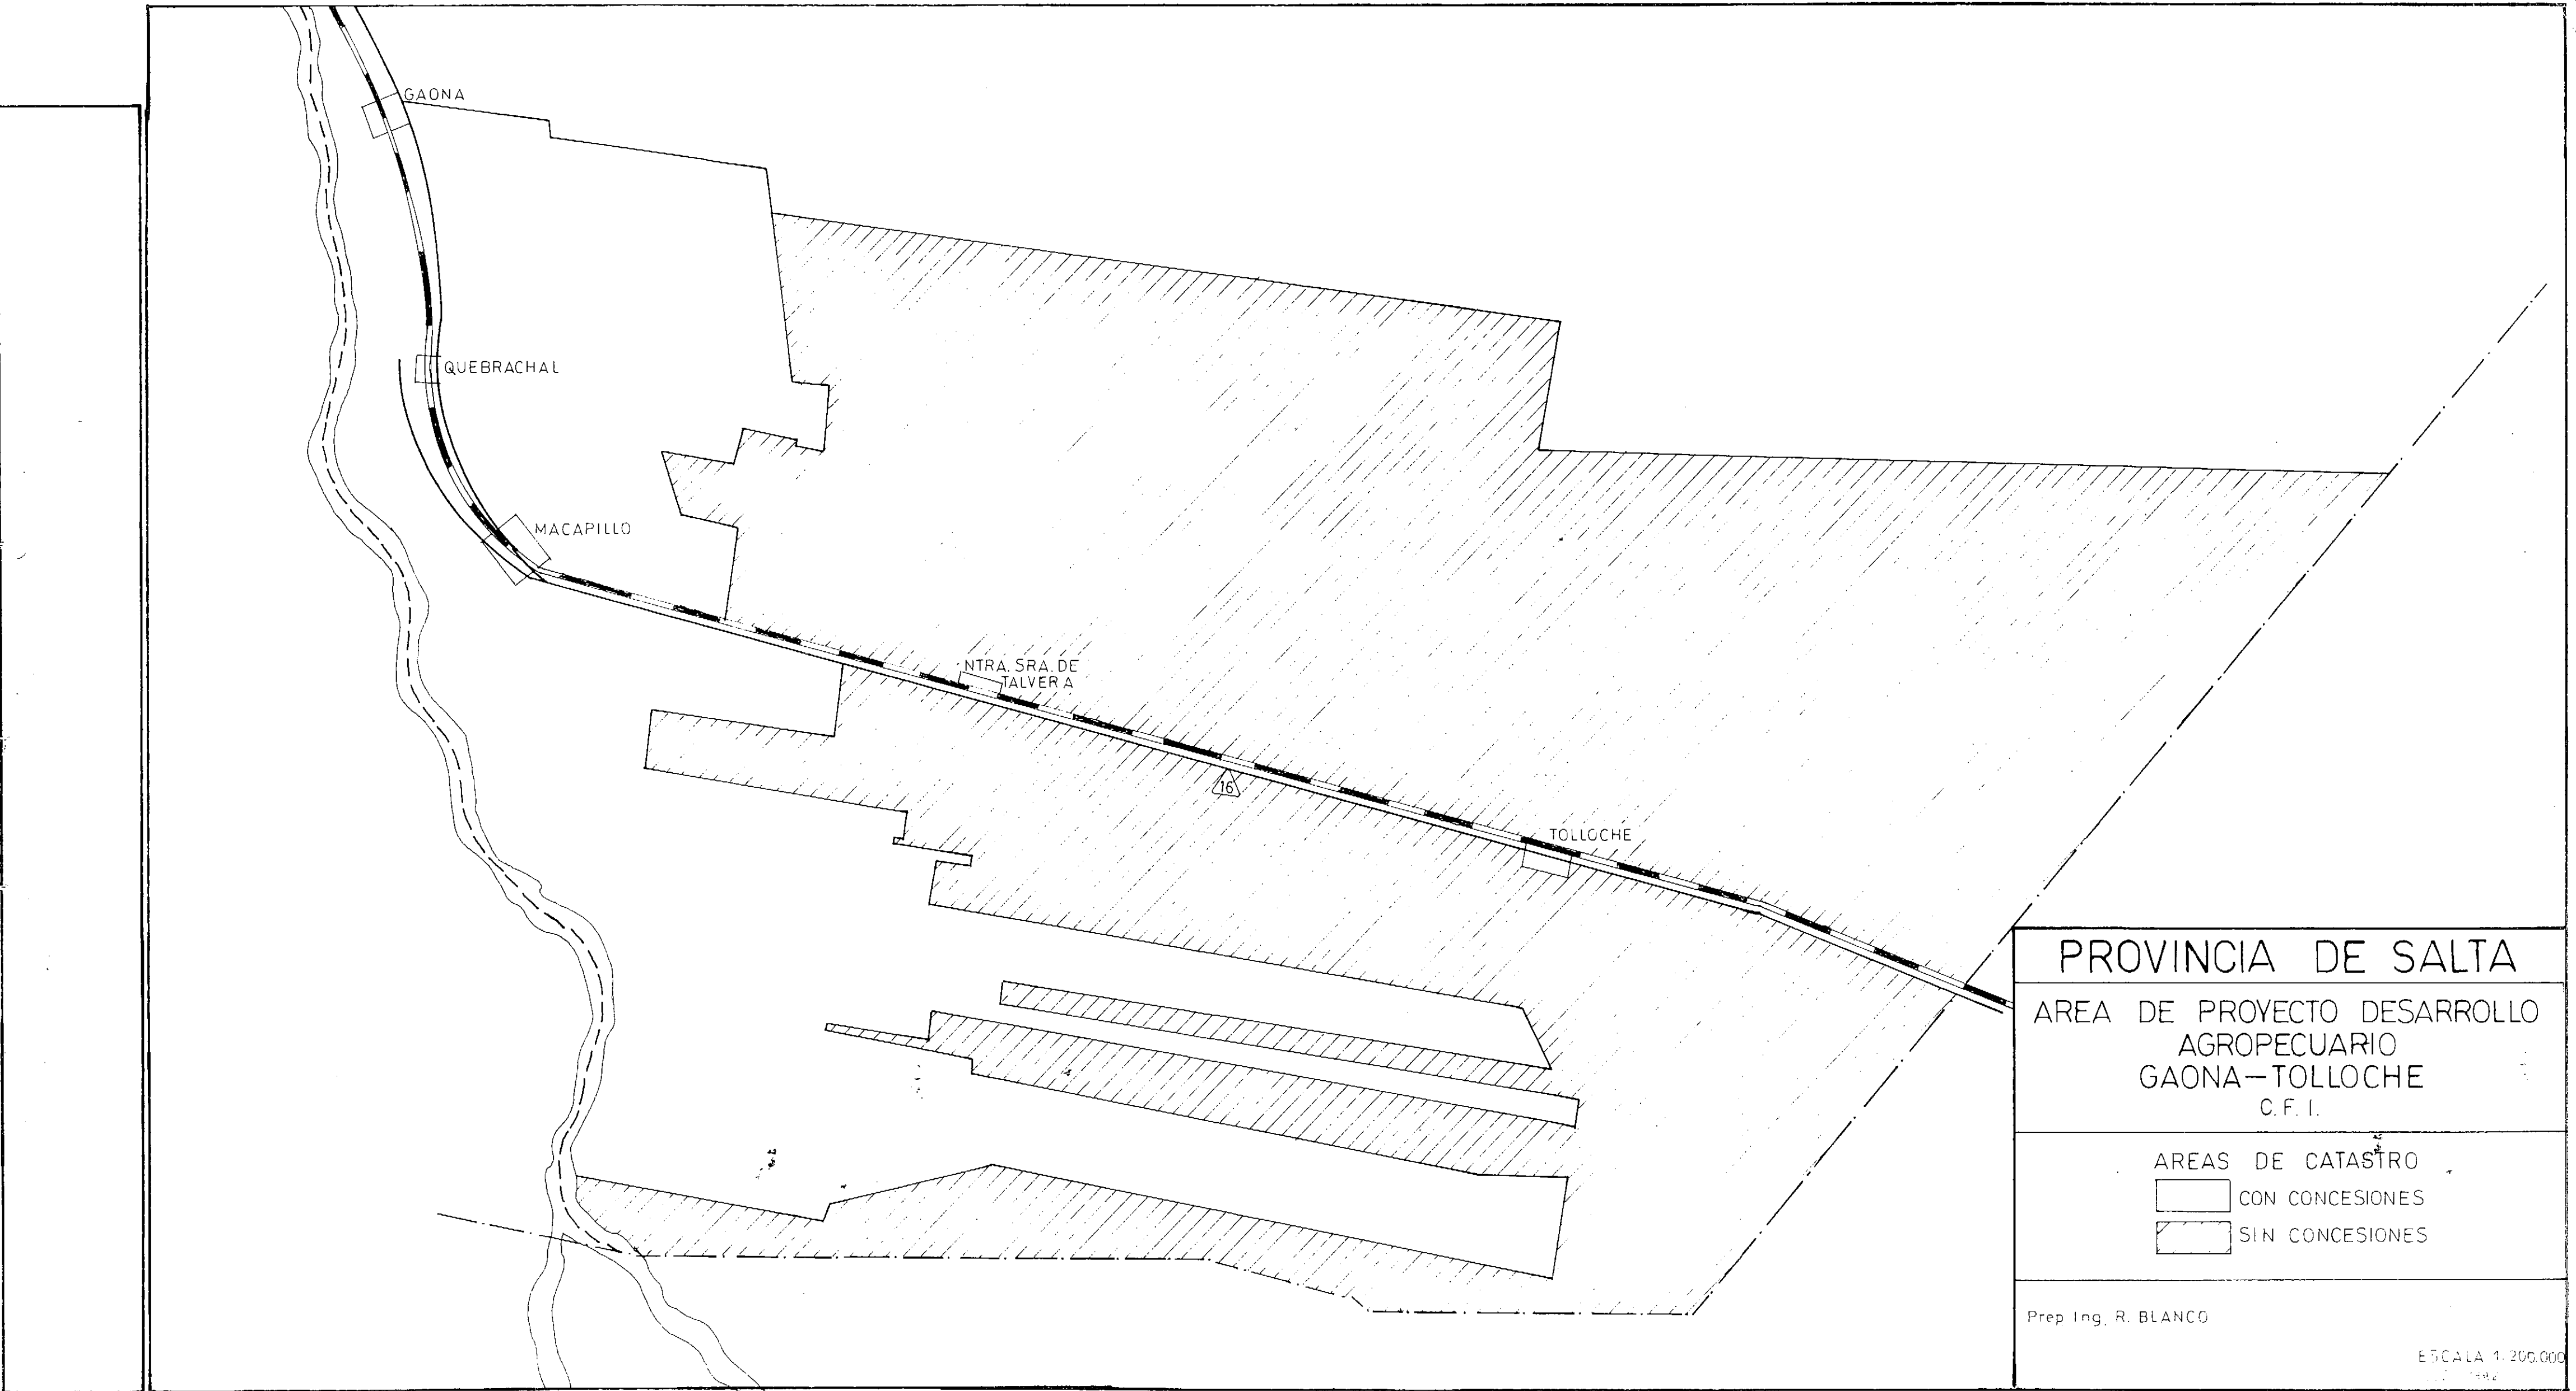 GAONA
QUEBRACHAL
MACAPILLO
NTRA. SRA. DE
TALVERA
16
TOLLOCHE
PROVINCIA DE SALTA
AREA DE PROYECTO DESARROLLO
AGROPECUARIO
GAONA—TOLLOCHE
C. F. I.
AREAS DE CATASTRO
CON CONCESIONES
SIN CONCESIONES
Prep Ing. R. BLANCO
ESCALA 1:200.000